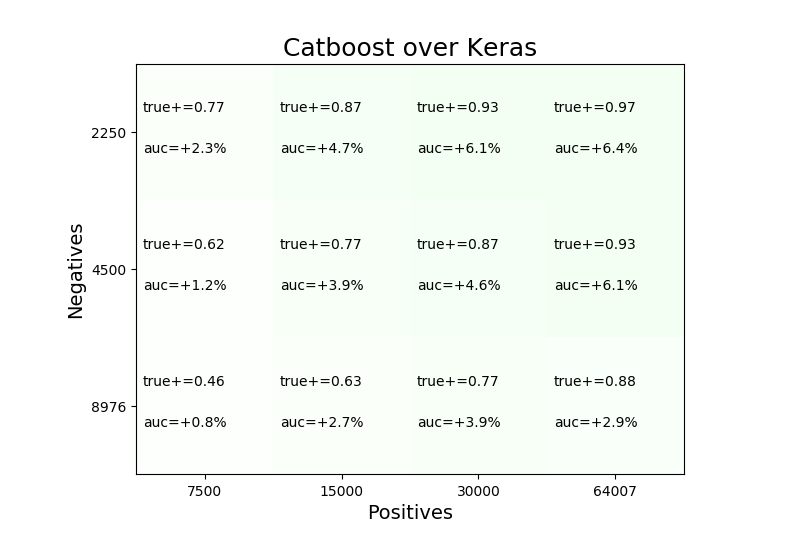 Catboost over Keras
true+=0.77 true+=0.87 true+=0.93 true+=0.97
2250
auc=+2.3% auc=+4.7% auc=+6.1% auc=+6.4%
true+=0.62 true+=0.77 true+=0.87 true+=0.93
Negatives
4500
auc=+1.2% auc=+3.9% auc=+4.6% auc=+6.1%
true+=0.46 true+=0.63 true+=0.77 true+=0.88
8976
auc=+0.8% auc=+2.7% auc=+3.9% auc=+2.9%
7500 15000 30000 64007
Positives